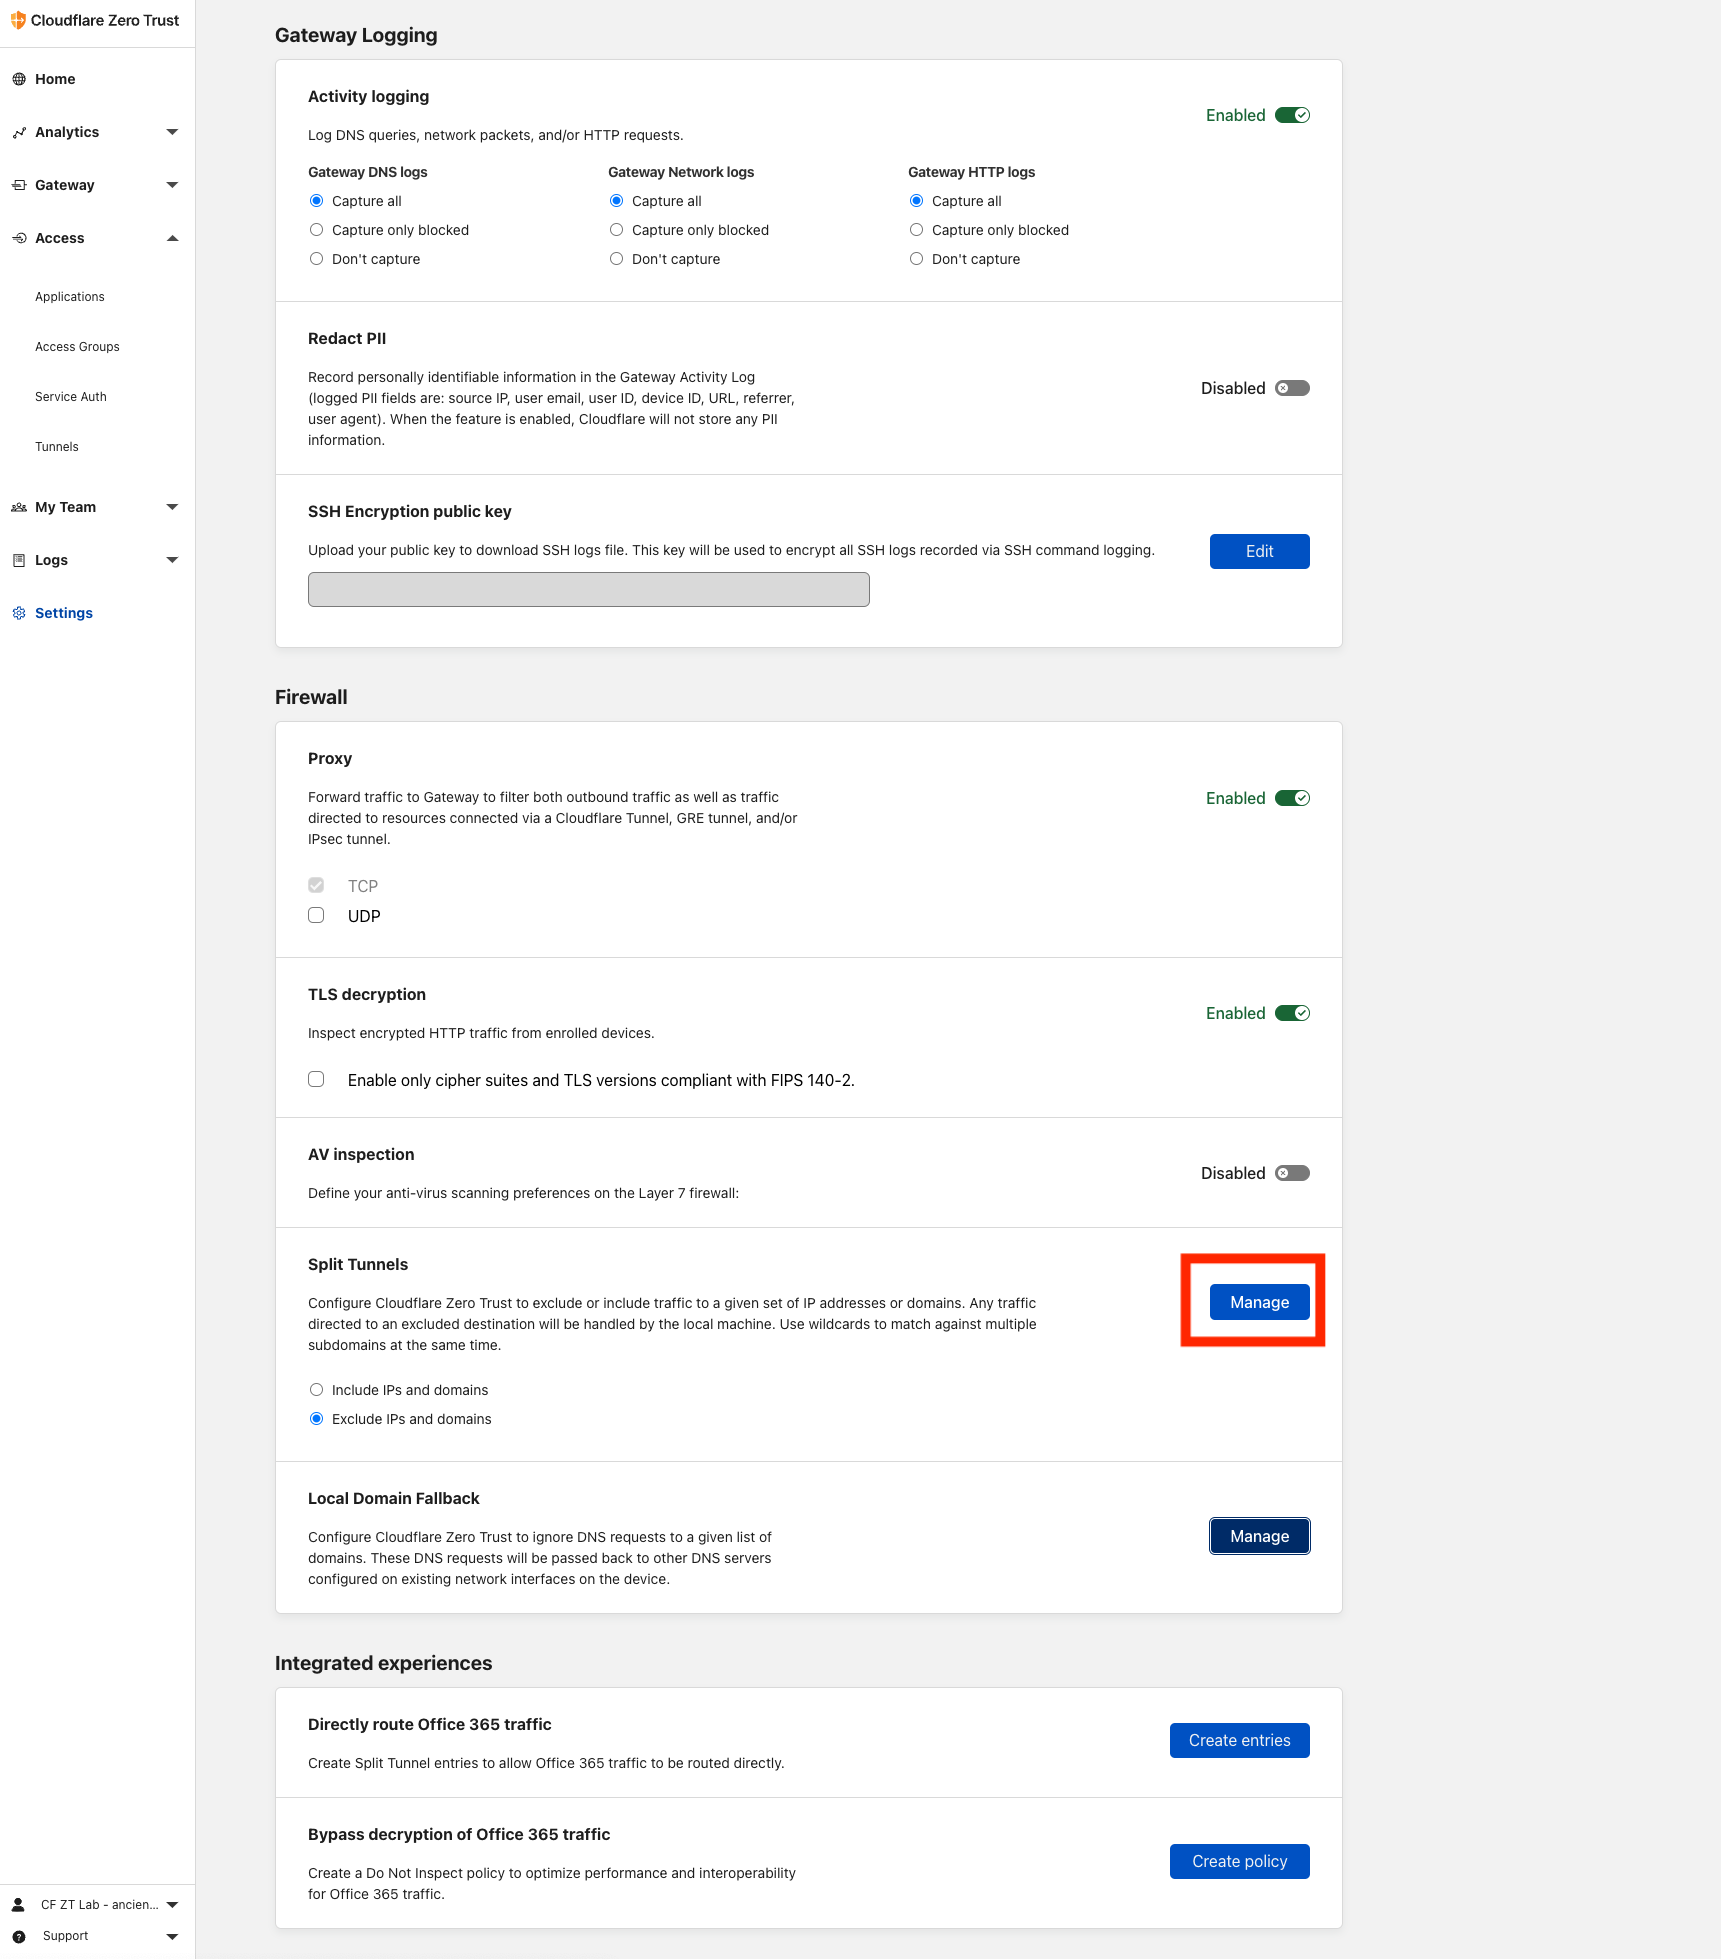 Cloudflare Zero Trust
Home
Analytics
Gateway
Access
Applications
Access Groups
Service Auth
Tunnels
My Team
Logs
Settings
CF ZT Lab - ancien...
Support
Gateway Logging
Activity logging
Enabled
Log DNS queries, network packets, and/or HTTP requests.
Gateway DNS logs
Capture all
Capture only blocked
Don't capture
Gateway Network logs
Capture all
Capture only blocked
Don't capture
Gateway HTTP logs
Capture all
Capture only blocked
Don't capture
Redact PII
Record personally identifiable information in the Gateway Activity Log
(logged PII fields are: source IP, user email, user ID, device ID, URL, referrer,
user agent). When the feature is enabled, Cloudflare will not store any PII
information.
Disabled
SSH Encryption public key
Upload your public key to download SSH logs file. This key will be used to encrypt all SSH logs recorded via SSH command logging.
Edit
Firewall
Proxy
Forward traffic to Gateway to filter both outbound traffic as well as traffic
directed to resources connected via a Cloudflare Tunnel, GRE tunnel, and/or
IPsec tunnel.
Enabled
TCP
UDP
TLS decryption
Enabled
Inspect encrypted HTTP traffic from enrolled devices.
Enable only cipher suites and TLS versions compliant with FIPS 140-2.
AV inspection
Disabled
Define your anti-virus scanning preferences on the Layer 7 firewall:
Split Tunnels
Configure Cloudflare Zero Trust to exclude or include traffic to a given set of IP addresses or domains. Any traffic
directed to an excluded destination will be handled by the local machine. Use wildcards to match against multiple
subdomains at the same time.
Manage
Include IPs and domains
Exclude IPs and domains
Local Domain Fallback
Configure Cloudflare Zero Trust to ignore DNS requests to a given list of
domains. These DNS requests will be passed back to other DNS servers
configured on existing network interfaces on the device.
Manage
Integrated experiences
Directly route Office 365 traffic
Create Split Tunnel entries to allow Office 365 traffic to be routed directly.
Create entries
Bypass decryption of Office 365 traffic
Create a Do Not Inspect policy to optimize performance and interoperability
for Office 365 traffic.
Create policy